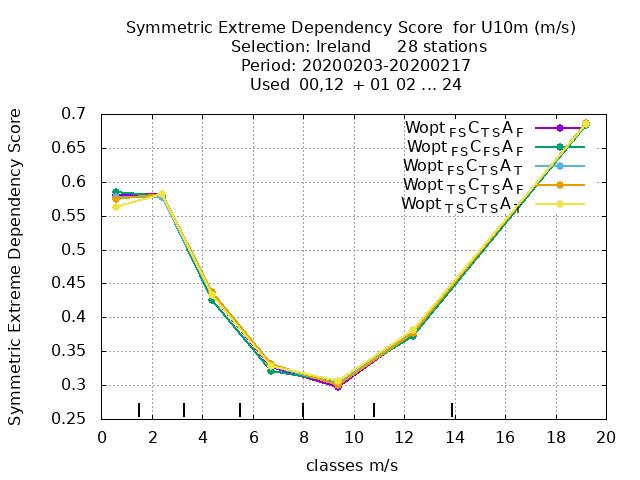 Symmetric Extreme Dependency Score for U10m (m/s)
Selection: Ireland 28 stations
Period: 20200203-20200217
Used 00,12 + 01 02 ... 24
Symmetric Extreme Dependency Score
0.7
0.65
0.6
0.55
0.5
0.45
0.4
0.35
0.3
0.25
Wopt FS C TS A F
Wopt FS C FS A F
Wopt FS C TS A T
Wopt TS C TS A F
Wopt TS C TS A T
0 2 4 6 8 10 12 14 16 18 20
classes m/s